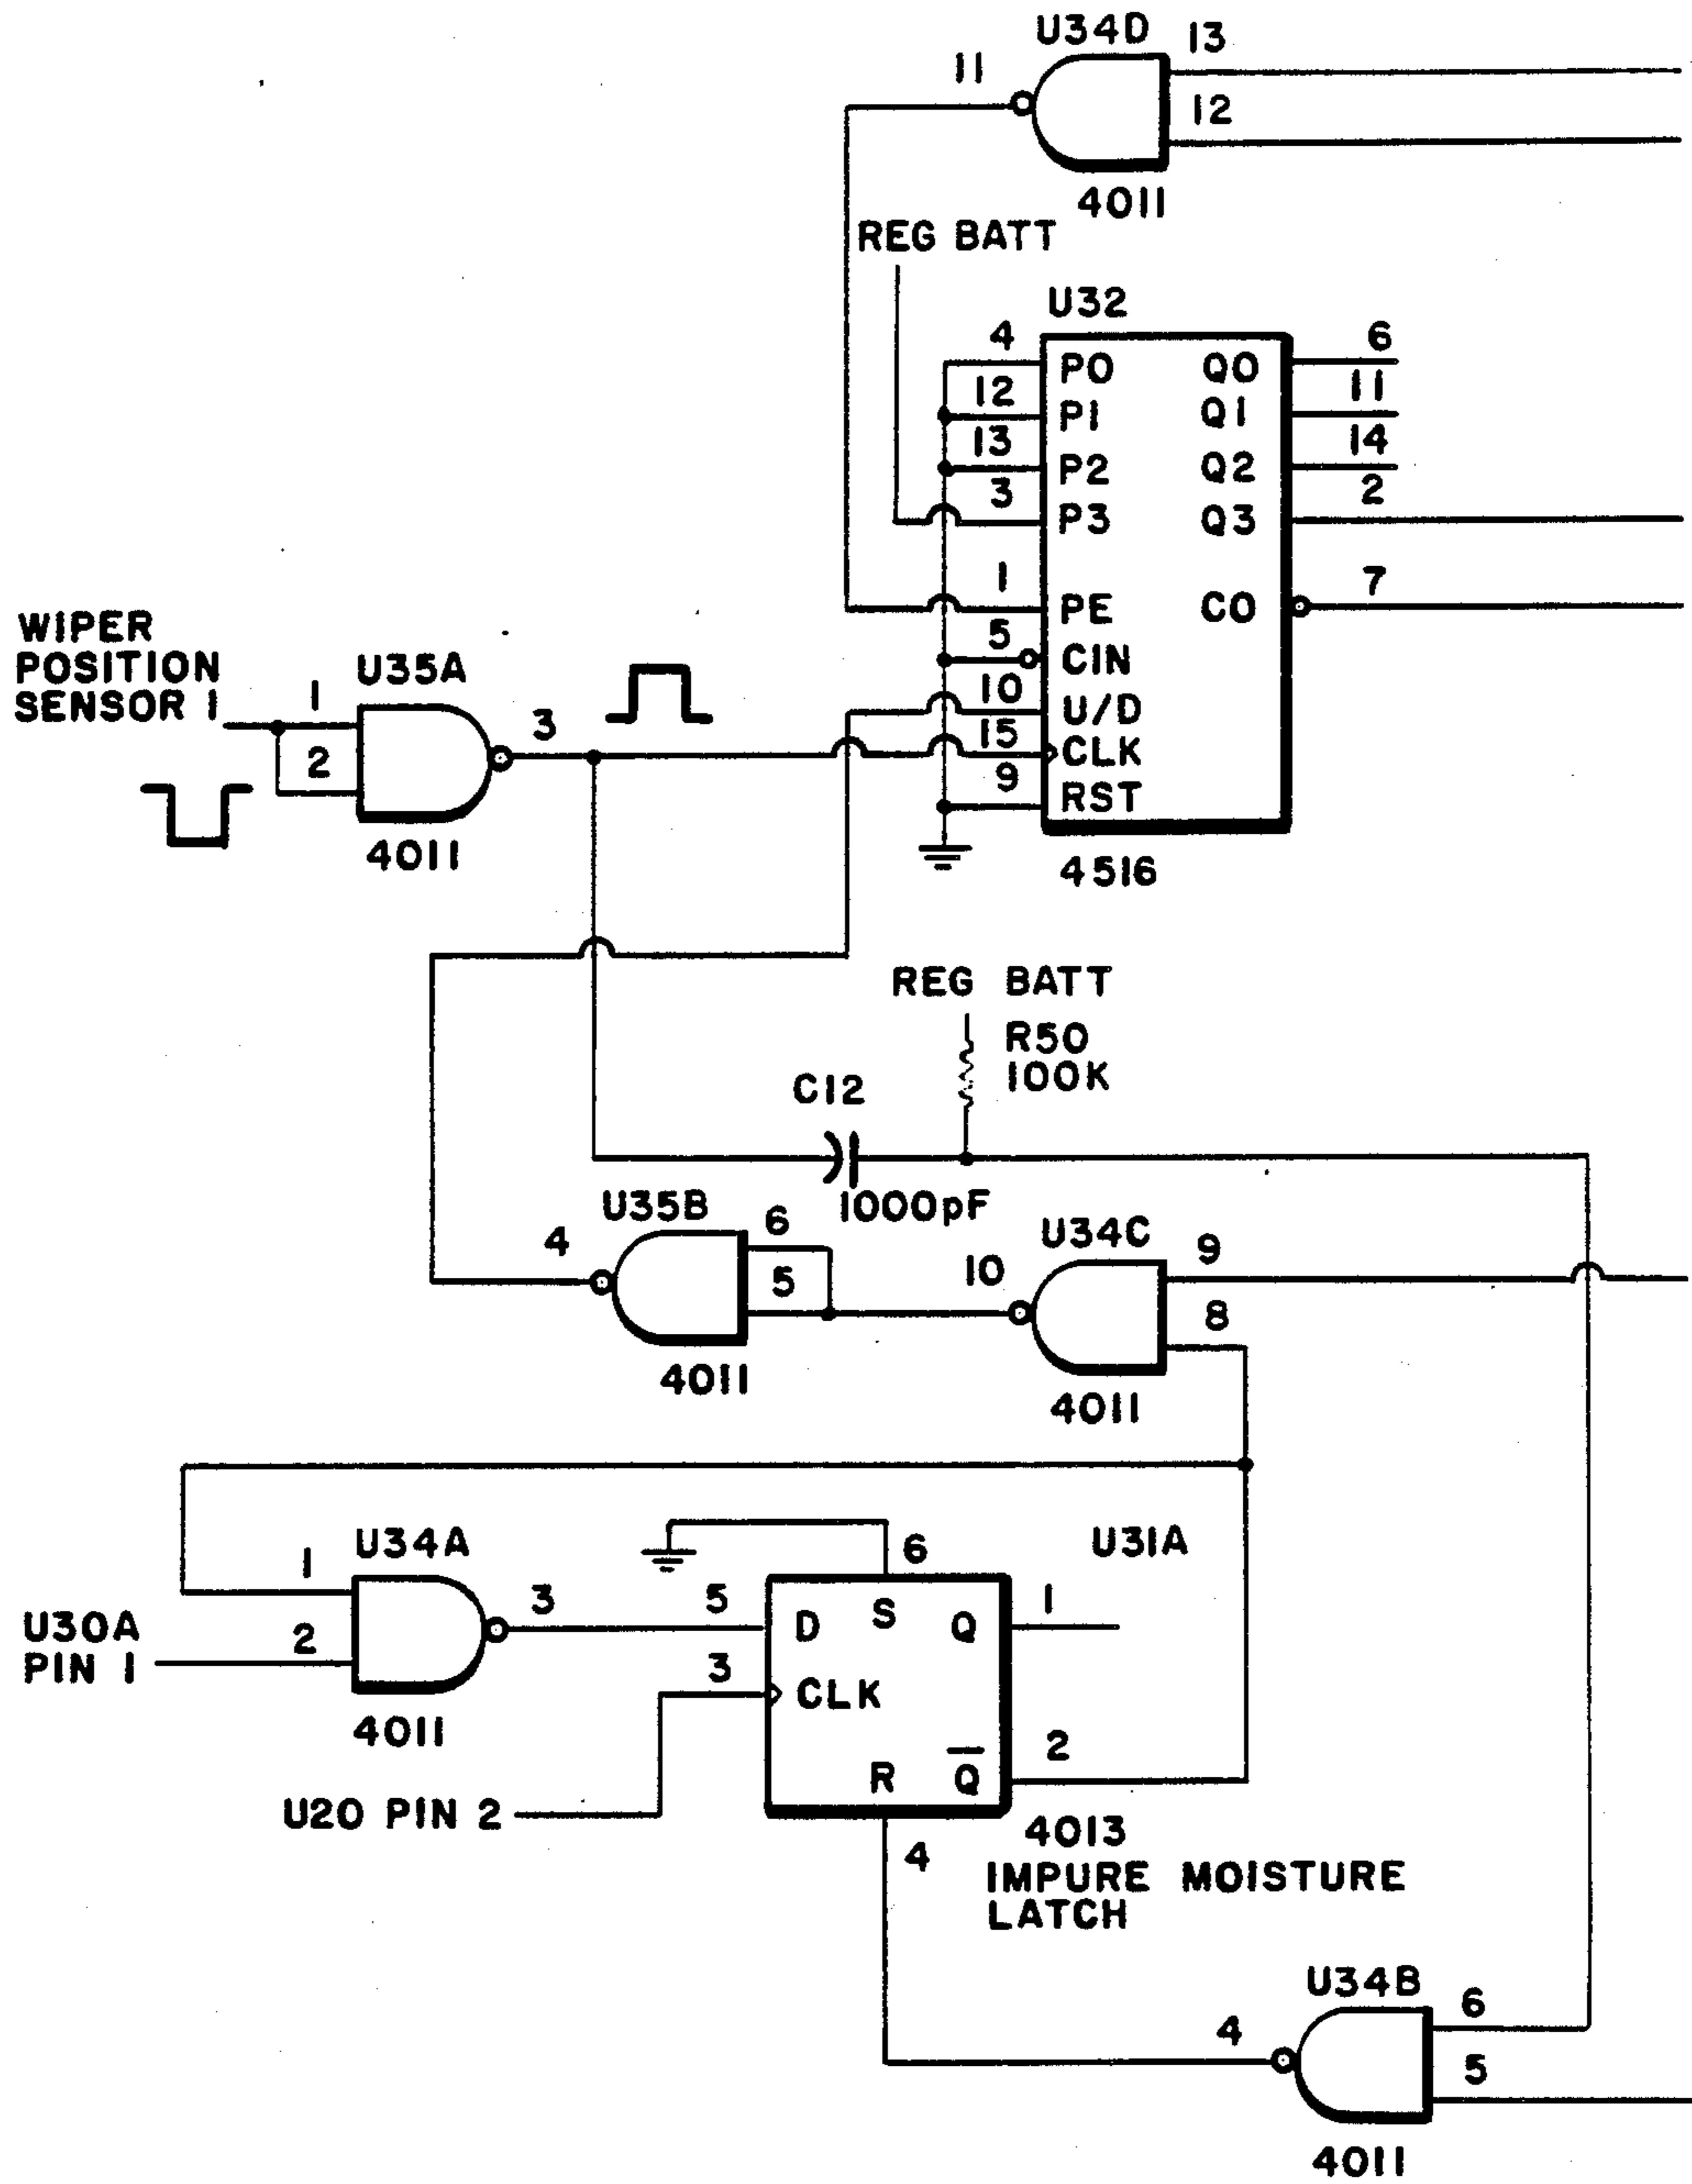 U34D
13
11
12
4011
REG BATT
U32
4 P0 Q0 6
12 P1 Q1 11
13 P2 Q2 14
3 P3 Q3 2
1 PE CO 7
5 CIN
10 U/D
15 CLK
9 RST
4516
WIPER
POSITION
SENSOR 1
U35A
1
2
3
4011
REG BATT
R50
100K
C12
1000pF
U35B
6
5
4
4011
U34C
9
8
10
4011
U34A
1
2
3
4011
U30A
PIN 1
U31A
6
5 D S Q 1
3 CLK
R Q̅ 2
4
U20 PIN 2
4013
IMPURE MOISTURE
LATCH
U34B
6
5
4
4011